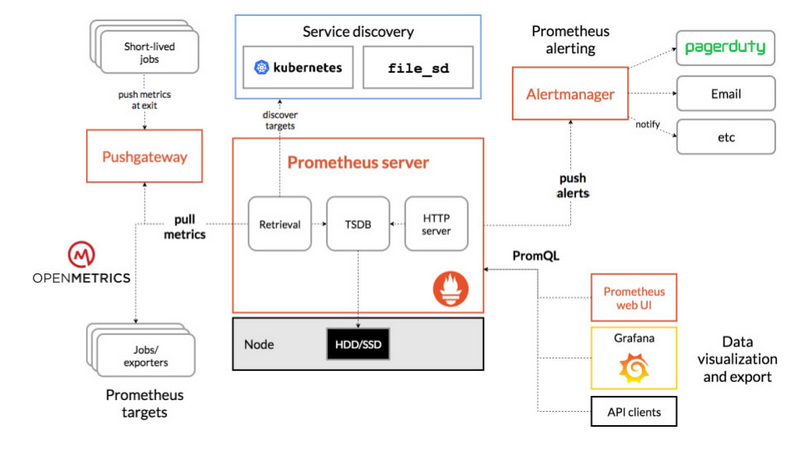 Short-lived
jobs
push metrics
at exit
Pushgateway
pull
metrics
OPENMETRICS
Jobs/
exporters
Prometheus
targets
Service discovery
kubernetes
file_sd
discover
targets
Prometheus server
Retrieval
TSDB
HTTP
server
Node
HDD/SSD
Prometheus
alerting
Alertmanager
pagerduty
Email
notify
etc
push
alerts
PromQL
Prometheus
web UI
Grafana
API clients
Data
visualization
and export